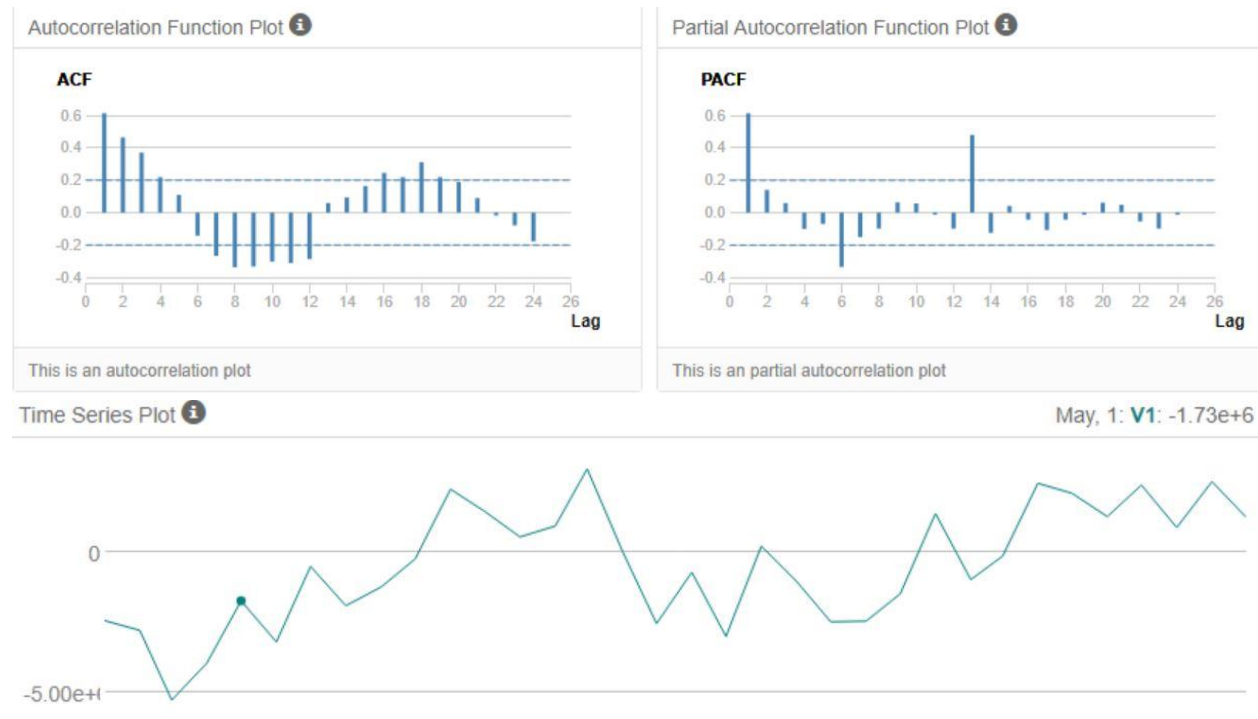 Autocorrelation Function Plot i
ACF
0.6
0.4
0.2
0.0
-0.2
-0.4
0 2 4 6 8 10 12 14 16 18 20 22 24 26
Lag
This is an autocorrelation plot
Partial Autocorrelation Function Plot i
PACF
0.6
0.4
0.2
0.0
-0.2
-0.4
0 2 4 6 8 10 12 14 16 18 20 22 24 26
Lag
This is an partial autocorrelation plot
Time Series Plot i
May, 1: V1: -1.73e+6
0
-5.00e+